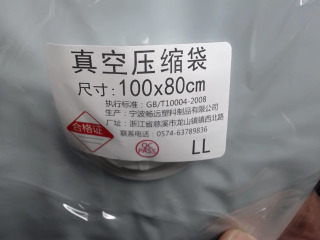 真空压缩袋
尺寸:100x80cm
执行标准:GB/T10004-2008
生产:宁波畅远塑料制品有限公司
厂址:浙江省慈溪市龙山镇镇西北路
联系电话:0574-63789836
合格证
QC
PASS
LL